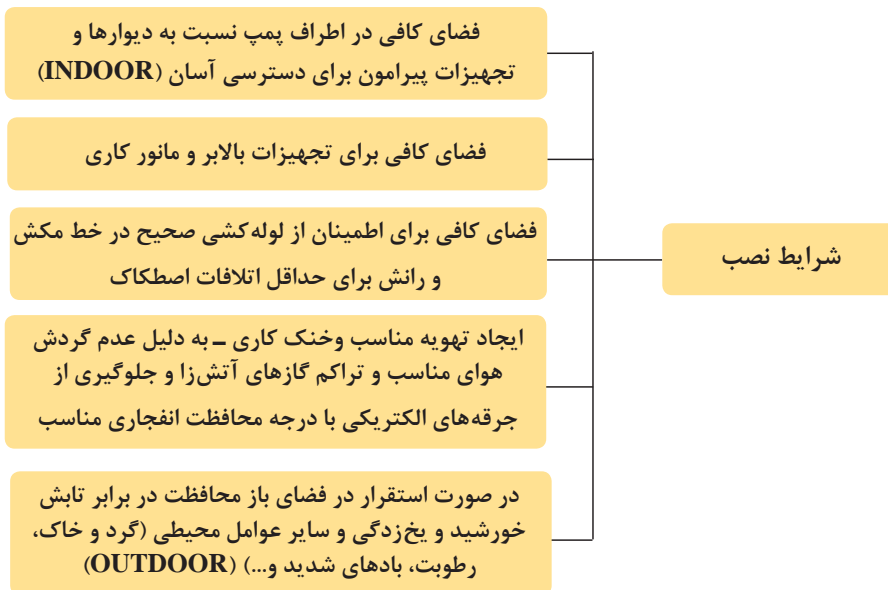 شرایط نصب
فضای کافی در اطراف پمپ نسبت به دیوارها و
تجهیزات پیرامون برای دسترسی آسان (INDOOR)
فضای کافی برای تجهیزات بالابر و مانور کاری
فضای کافی برای اطمینان از لوله‌کشی صحیح در خط مکش
و رانش برای حداقل اتلافات اصطکاک
ایجاد تهویه مناسب وخنک کاری ــ به دلیل عدم گردش
هوای مناسب و تراکم گازهای آتش‌زا و جلوگیری از
جرقه‌های الکتریکی با درجه محافظت انفجاری مناسب
در صورت استقرار در فضای باز محافظت در برابر تابش
خورشید و یخ‌زدگی و سایر عوامل محیطی (گرد و خاک،
رطوبت، بادهای شدید و...) (OUTDOOR)